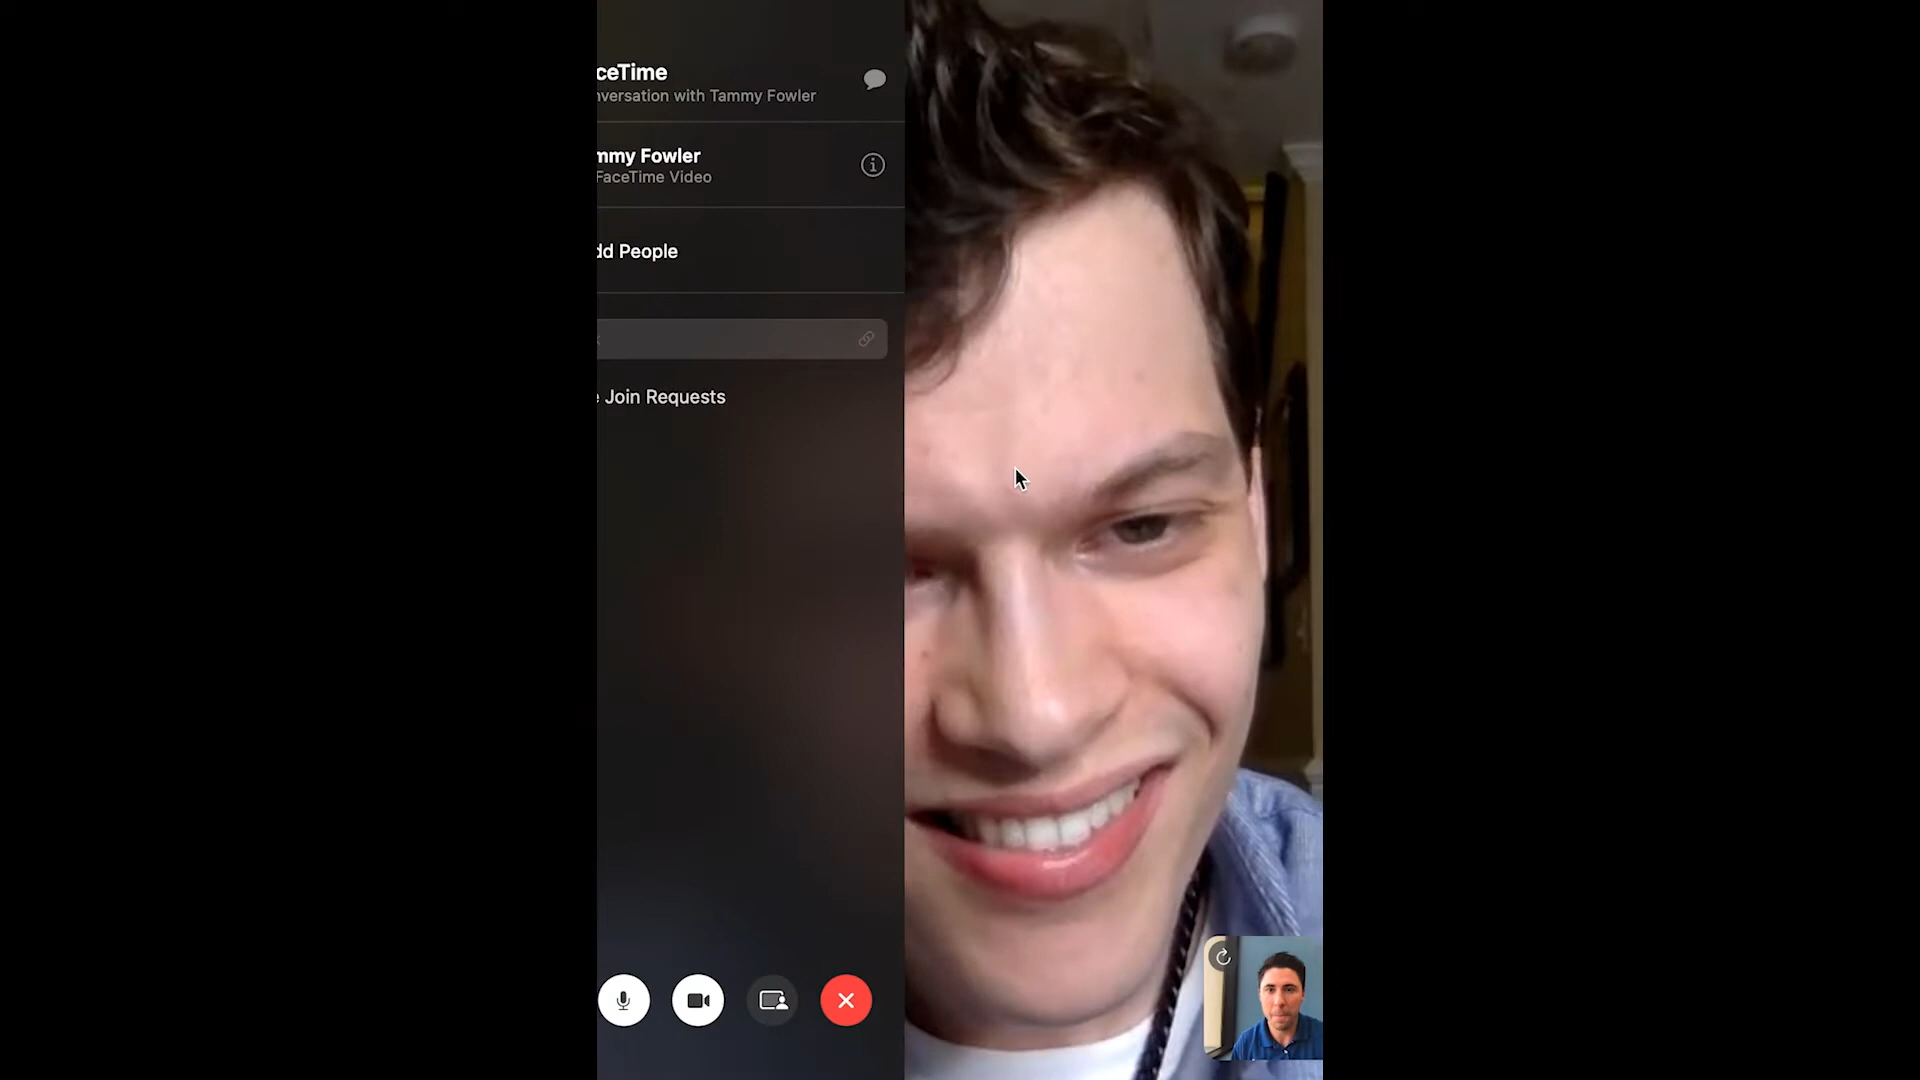 ceTime
nversation with Tammy Fowler
mmy Fowler
FaceTime Video
dd People
Join Requests